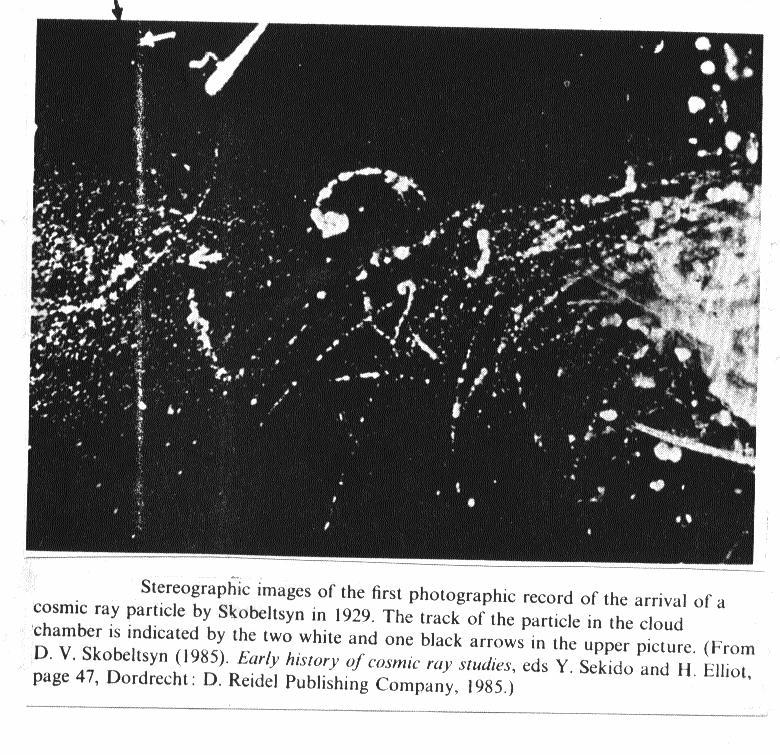 Stereographic images of the first photographic record of the arrival of a
cosmic ray particle by Skobeltsyn in 1929. The track of the particle in the cloud
chamber is indicated by the two white and one black arrows in the upper picture. (From
D. V. Skobeltsyn (1985). Early history of cosmic ray studies, eds Y. Sekido and H. Elliot,
page 47, Dordrecht: D. Reidel Publishing Company, 1985.)